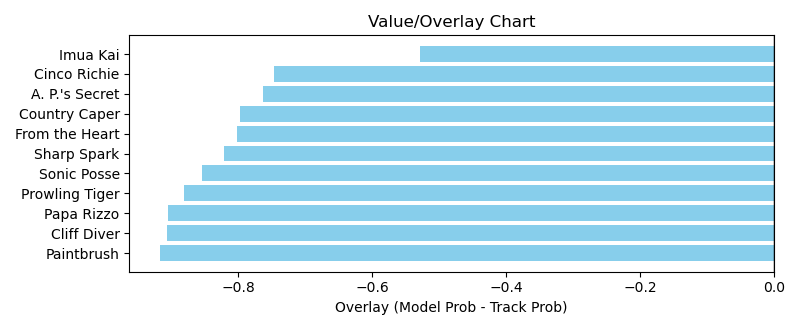 Value/Overlay Chart
Imua Kai
Cinco Richie
A. P.'s Secret
Country Caper
From the Heart
Sharp Spark
Sonic Posse
Prowling Tiger
Papa Rizzo
Cliff Diver
Paintbrush
−0.8 −0.6 −0.4 −0.2 0.0
Overlay (Model Prob - Track Prob)